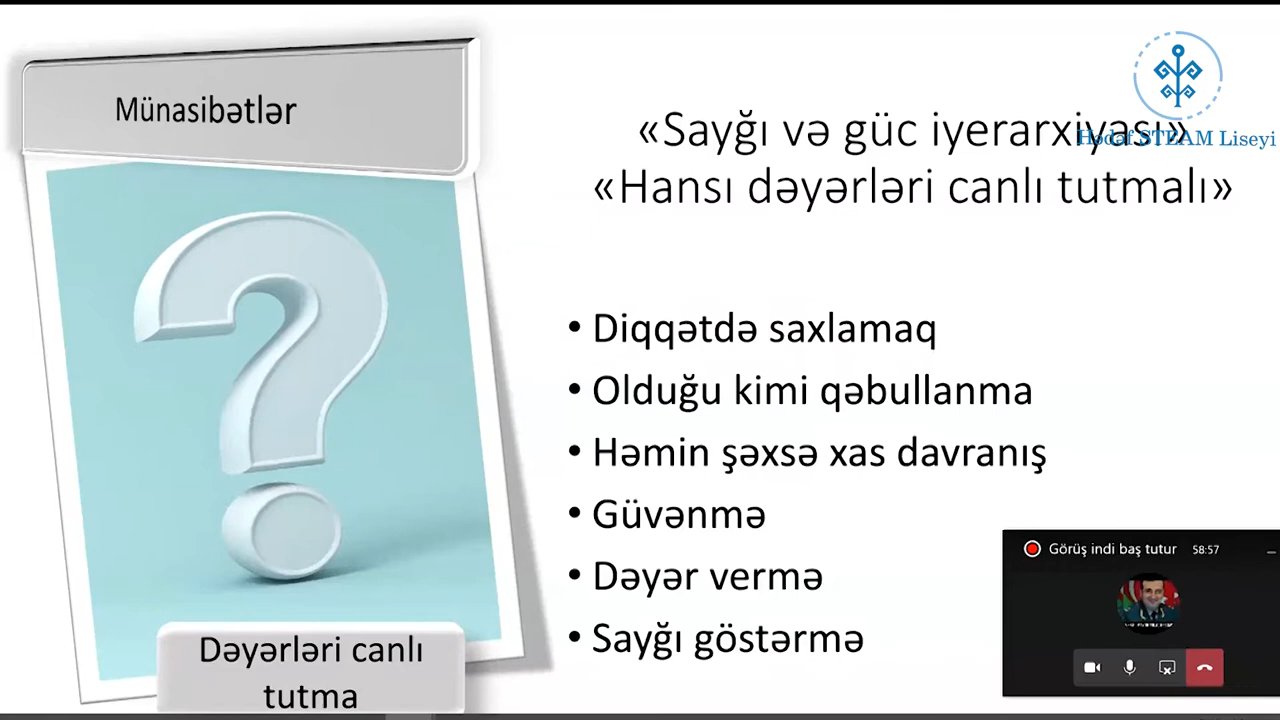 Münasibətlər
«Sayğı və güc iyerarxiyası»
«Hansı dəyərləri canlı tutmalı»
Hədəf STEAM Liseyi
• Diqqətdə saxlamaq
• Olduğu kimi qəbullanma
• Həmin şəxsə xas davranış
• Güvənmə
• Dəyər vermə
• Sayğı göstərmə
Dəyərləri canlı
tutma
Görüş indi baş tutur 58:57